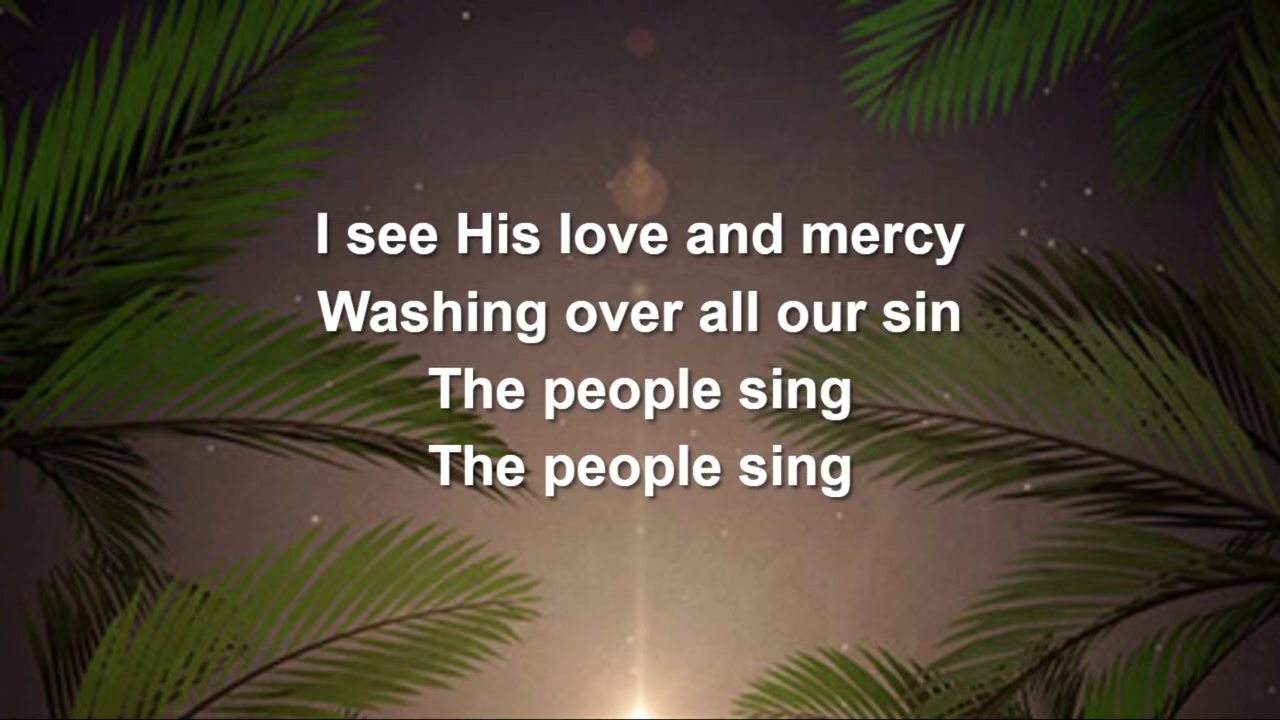 I see His love and mercy
Washing over all our sin
The people sing
The people sing